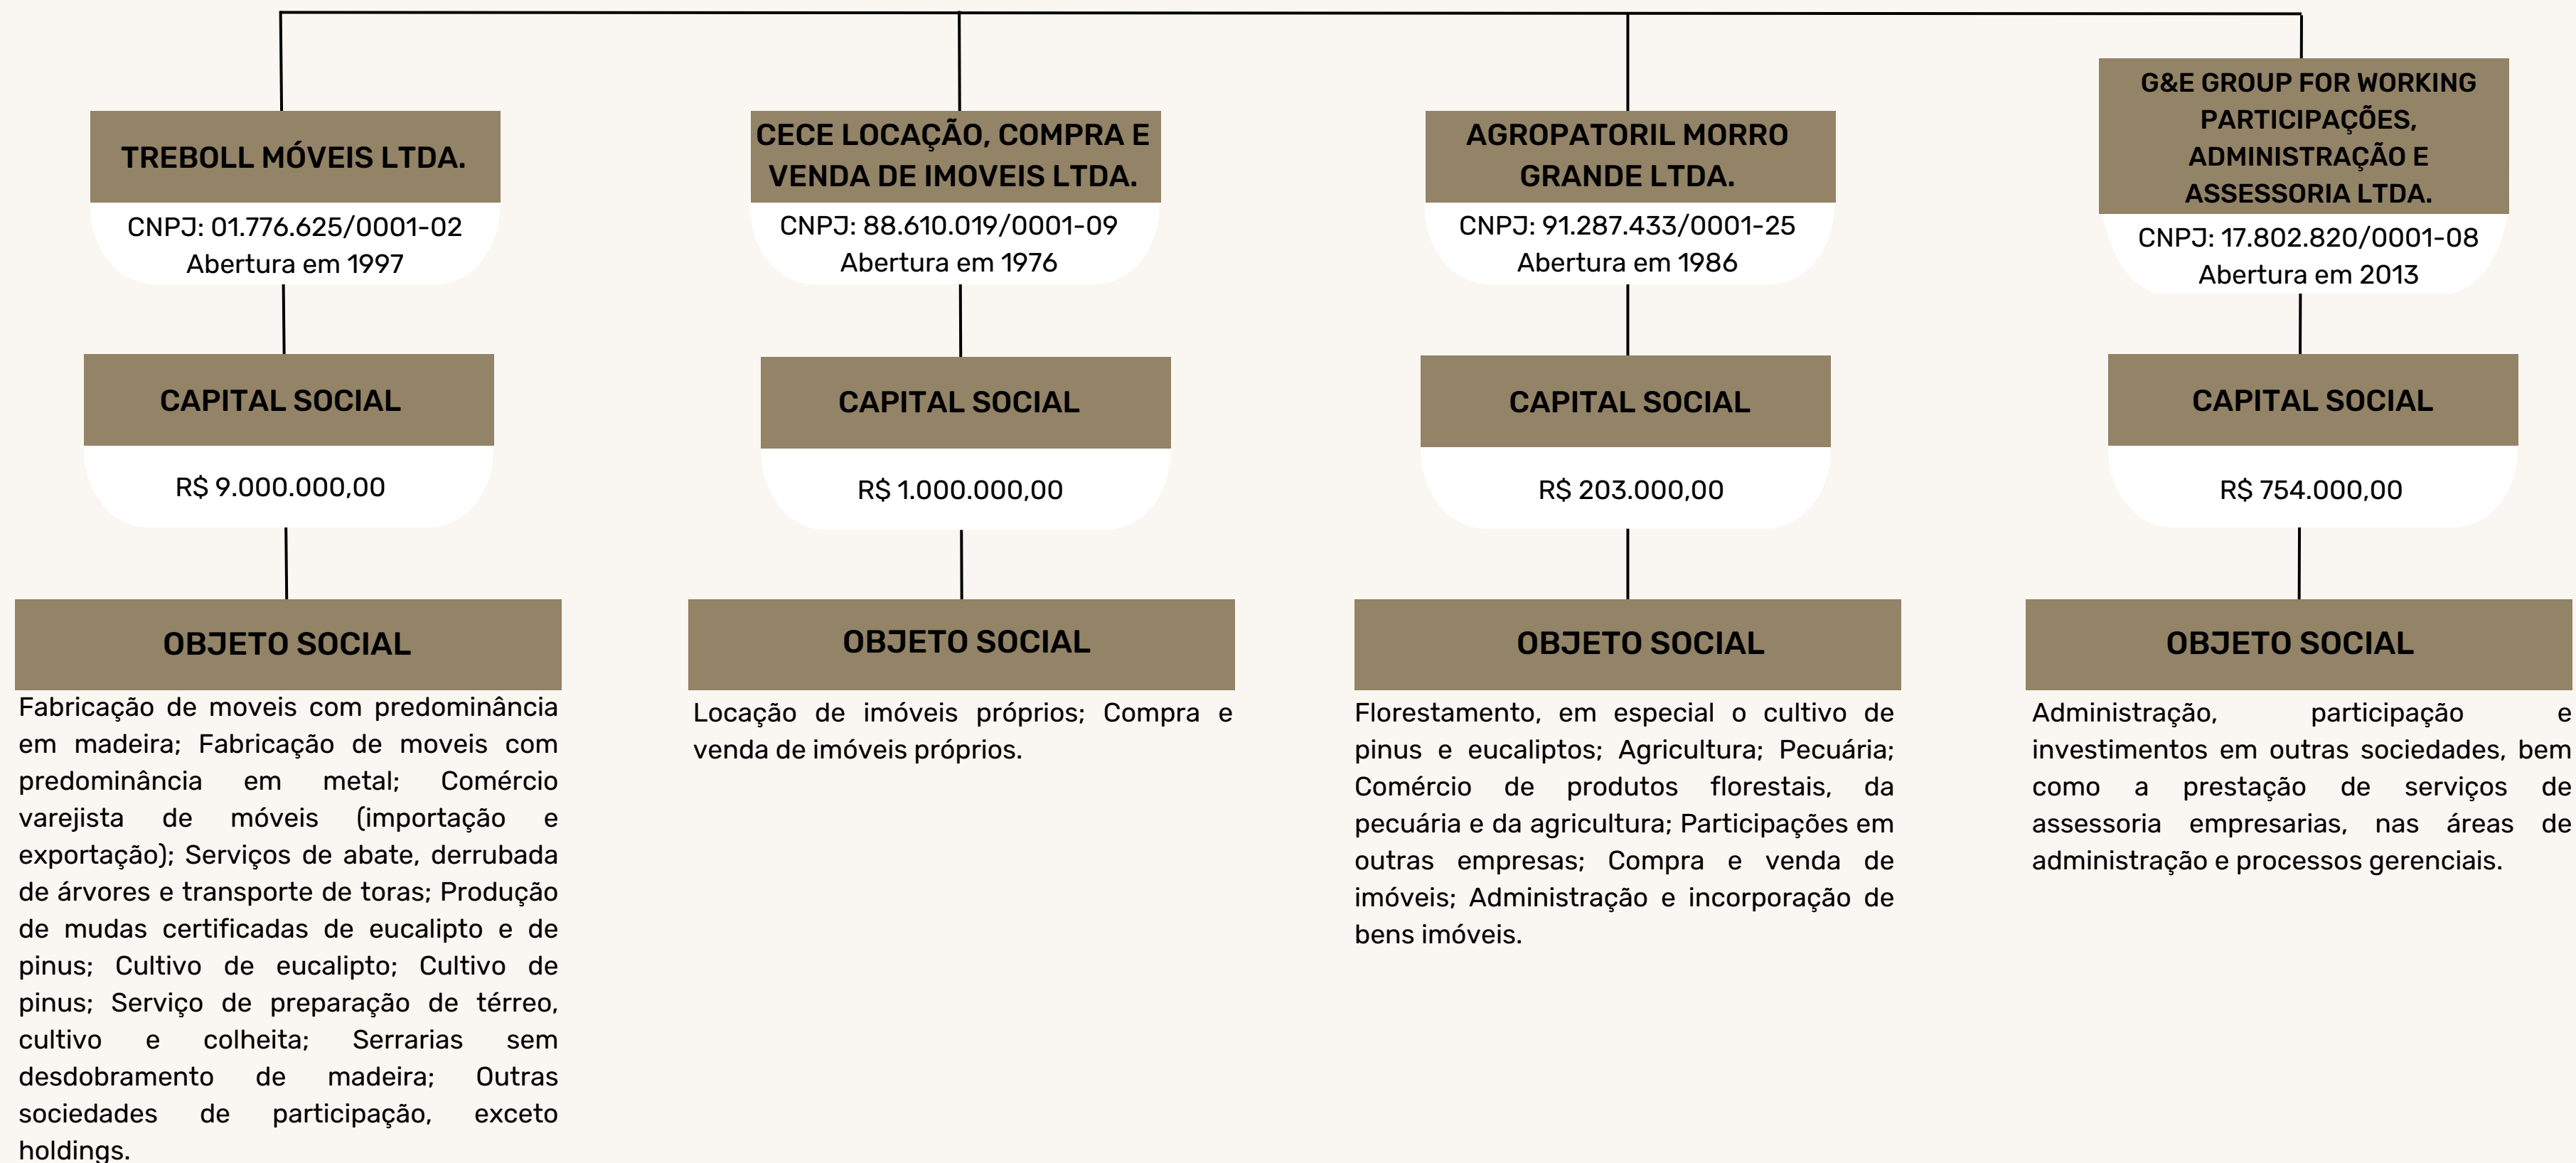 TREBOLL MÓVEIS LTDA.
CNPJ: 01.776.625/0001-02
Abertura em 1997
CAPITAL SOCIAL
R$ 9.000.000,00
OBJETO SOCIAL
Fabricação de moveis com predominância
em madeira; Fabricação de moveis com
predominância em metal; Comércio
varejista de móveis (importação e
exportação); Serviços de abate, derrubada
de árvores e transporte de toras; Produção
de mudas certificadas de eucalipto e de
pinus; Cultivo de eucalipto; Cultivo de
pinus; Serviço de preparação de térreo,
cultivo e colheita; Serrarias sem
desdobramento de madeira; Outras
sociedades de participação, exceto
holdings.
CECE LOCAÇÃO, COMPRA E
VENDA DE IMOVEIS LTDA.
CNPJ: 88.610.019/0001-09
Abertura em 1976
CAPITAL SOCIAL
R$ 1.000.000,00
OBJETO SOCIAL
Locação de imóveis próprios; Compra e
venda de imóveis próprios.
AGROPATORIL MORRO
GRANDE LTDA.
CNPJ: 91.287.433/0001-25
Abertura em 1986
CAPITAL SOCIAL
R$ 203.000,00
OBJETO SOCIAL
Florestamento, em especial o cultivo de
pinus e eucaliptos; Agricultura; Pecuária;
Comércio de produtos florestais, da
pecuária e da agricultura; Participações em
outras empresas; Compra e venda de
imóveis; Administração e incorporação de
bens imóveis.
G&E GROUP FOR WORKING
PARTICIPAÇÕES,
ADMINISTRAÇÃO E
ASSESSORIA LTDA.
CNPJ: 17.802.820/0001-08
Abertura em 2013
CAPITAL SOCIAL
R$ 754.000,00
OBJETO SOCIAL
Administração, participação e
investimentos em outras sociedades, bem
como a prestação de serviços de
assessoria empresarias, nas áreas de
administração e processos gerenciais.